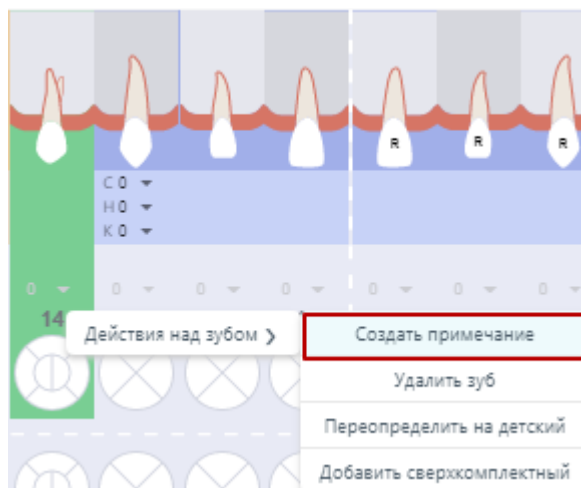 R R R
С 0
Н 0
К 0
0 0 0 0 0 0 0
14
Действия над зубом ❯
Создать примечание
Удалить зуб
Переопределить на детский
Добавить сверхкомплектный